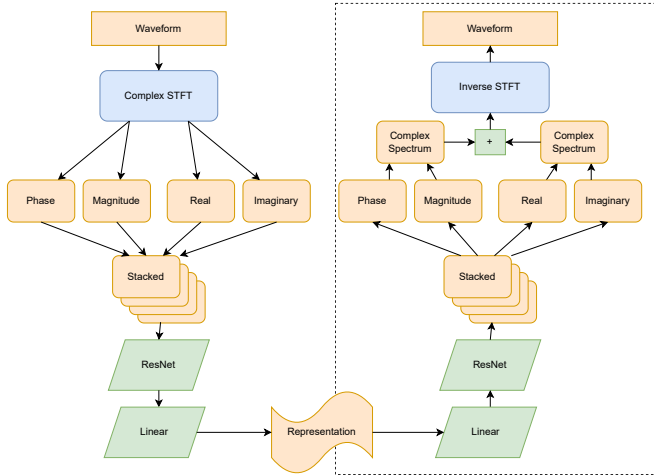 Waveform
Complex STFT
Phase
Magnitude
Real
Imaginary
Stacked
ResNet
Linear
Representation
Waveform
Inverse STFT
Complex
Spectrum
+
Complex
Spectrum
Phase
Magnitude
Real
Imaginary
Stacked
ResNet
Linear